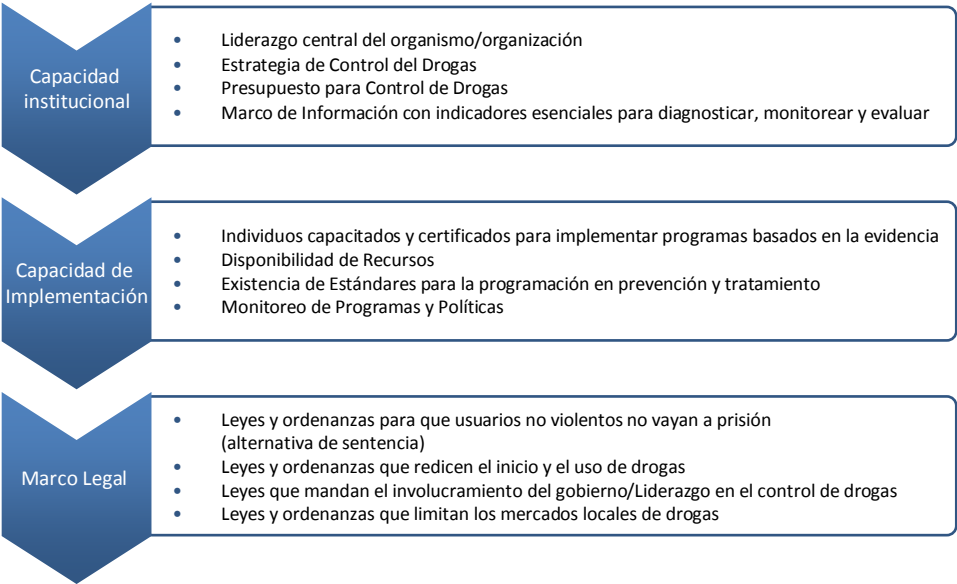 Capacidad
institucional
• Liderazgo central del organismo/organización
• Estrategia de Control del Drogas
• Presupuesto para Control de Drogas
• Marco de Información con indicadores esenciales para diagnosticar, monitorear y evaluar
Capacidad de
Implementación
• Individuos capacitados y certificados para implementar programas basados en la evidencia
• Disponibilidad de Recursos
• Existencia de Estándares para la programación en prevención y tratamiento
• Monitoreo de Programas y Políticas
Marco Legal
• Leyes y ordenanzas para que usuarios no violentos no vayan a prisión
(alternativa de sentencia)
• Leyes y ordenanzas que redicen el inicio y el uso de drogas
• Leyes que mandan el involucramiento del gobierno/Liderazgo en el control de drogas
• Leyes y ordenanzas que limitan los mercados locales de drogas